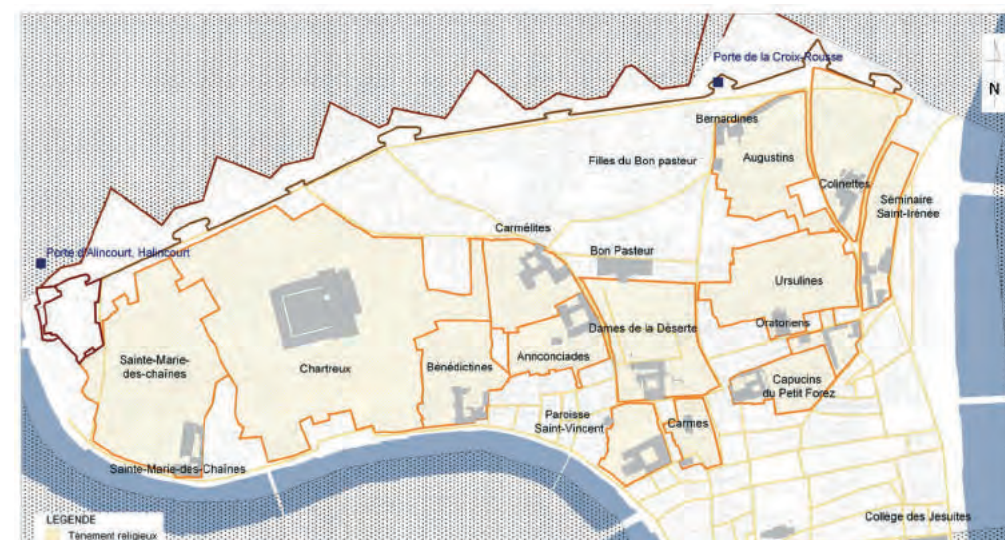 Porte de la Croix-Rousse
N
Bernardines
Filles du Bon pasteur
Augustins
Colinettes
Séminaire
Saint-Irénée
Carmélites
Porte d'Alincourt, Halincourt
Bon Pasteur
Ursulines
Dames de la Déserte
Oratoriens
Sainte-Marie-
des-chaînes
Chartreux
Bénédictines
Annconciades
Capucins
du Petit Forez
Paroisse
Saint-Vincent
Carmes
Sainte-Marie-des-Chaînes
Collège des Jesuites
LEGENDE
Tènement religieux